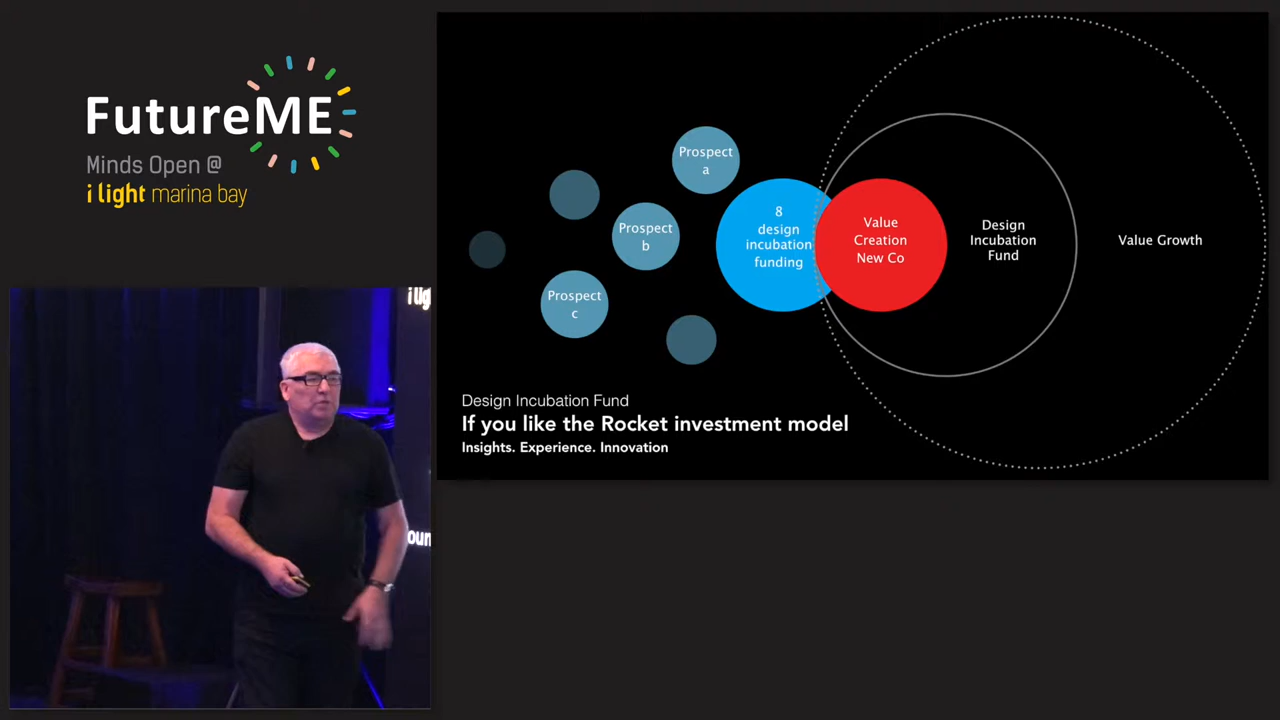 FutureME
Minds Open @
i light marina bay
Prospect
a
Prospect
b
Prospect
c
8
design
incubation
funding
Value
Creation
New Co
Design
Incubation
Fund
Value Growth
Design Incubation Fund
If you like the Rocket investment model
Insights. Experience. Innovation